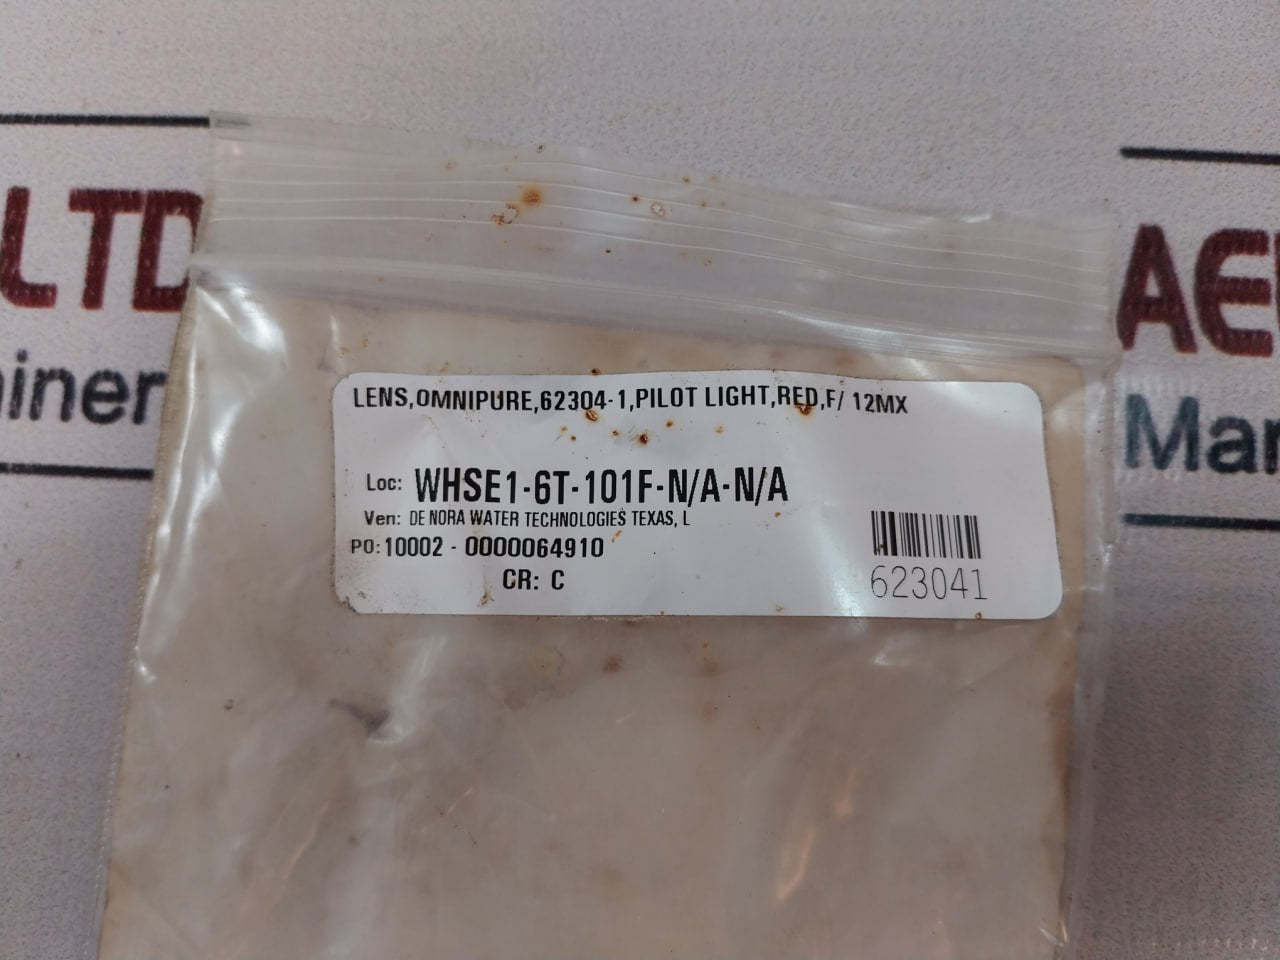 LTD
AE
Mar
LENS,OMNIPURE,62304-1,PILOT LIGHT,RED,F/ 12MX
Loc: WHSE1-6T-101F-N/A-N/A
Ven: DE NORA WATER TECHNOLOGIES TEXAS, L
PO:10002 - 0000064910
CR: C
623041